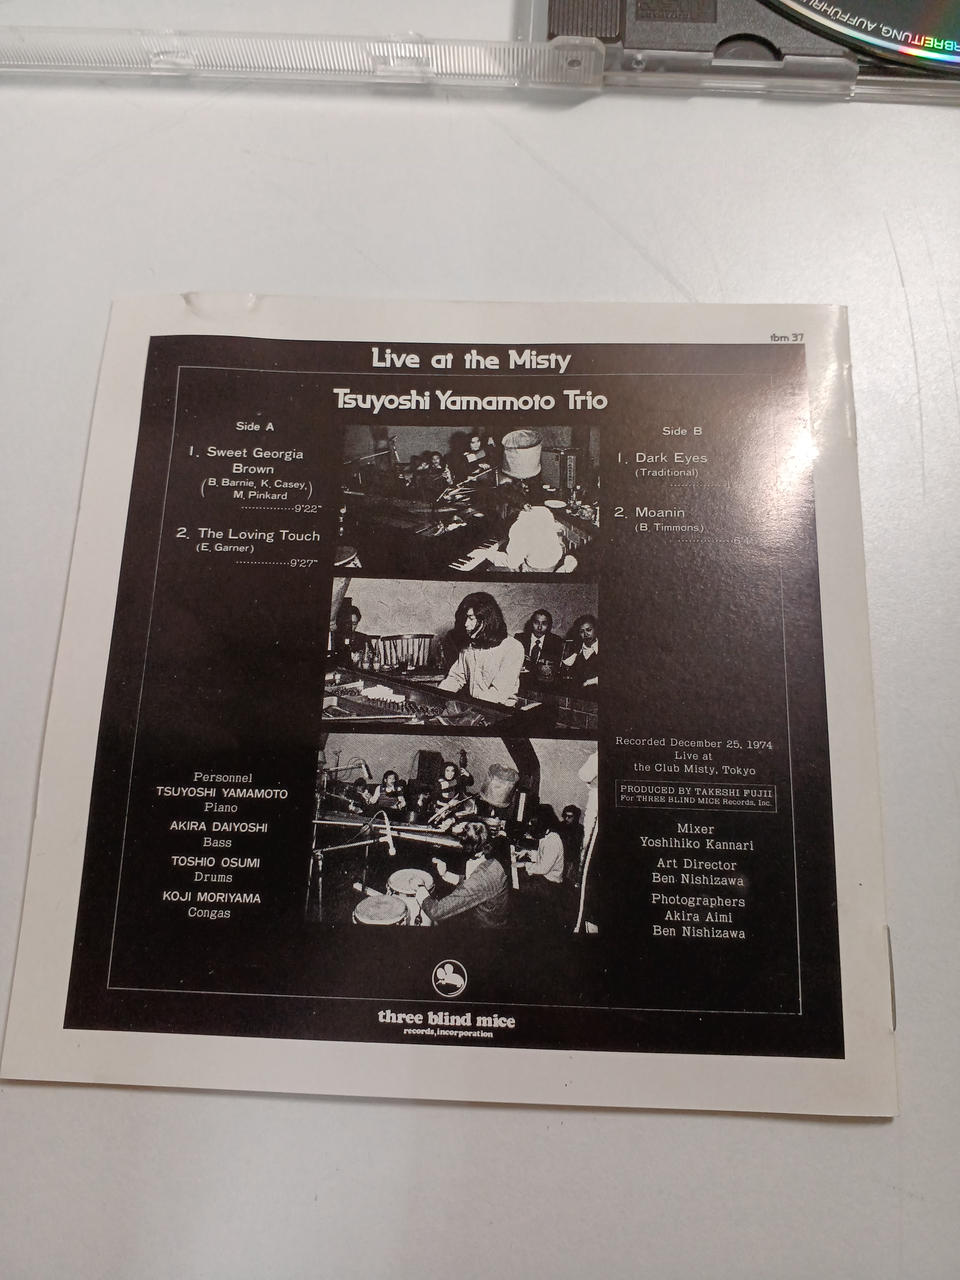 RBREITUNG, AUFFÜHRU
tbm 37
Live at the Misty
Tsuyoshi Yamamoto Trio
Side A
1. Sweet Georgia
Brown
(B. Barnie, K. Casey,
M. Pinkard)
..............9'22"
2. The Loving Touch
(E. Garner)
..............9'27"
Side B
1. Dark Eyes
(Traditional)
2. Moanin
(B. Timmons)
Personnel
TSUYOSHI YAMAMOTO
Piano
AKIRA DAIYOSHI
Bass
TOSHIO OSUMI
Drums
KOJI MORIYAMA
Congas
Recorded December 25, 1974
Live at
the Club Misty, Tokyo
PRODUCED BY TAKESHI FUJII
For THREE BLIND MICE Records, Inc.
Mixer
Yoshihiko Kannari
Art Director
Ben Nishizawa
Photographers
Akira Aimi
Ben Nishizawa
three blind mice
records, incorporation